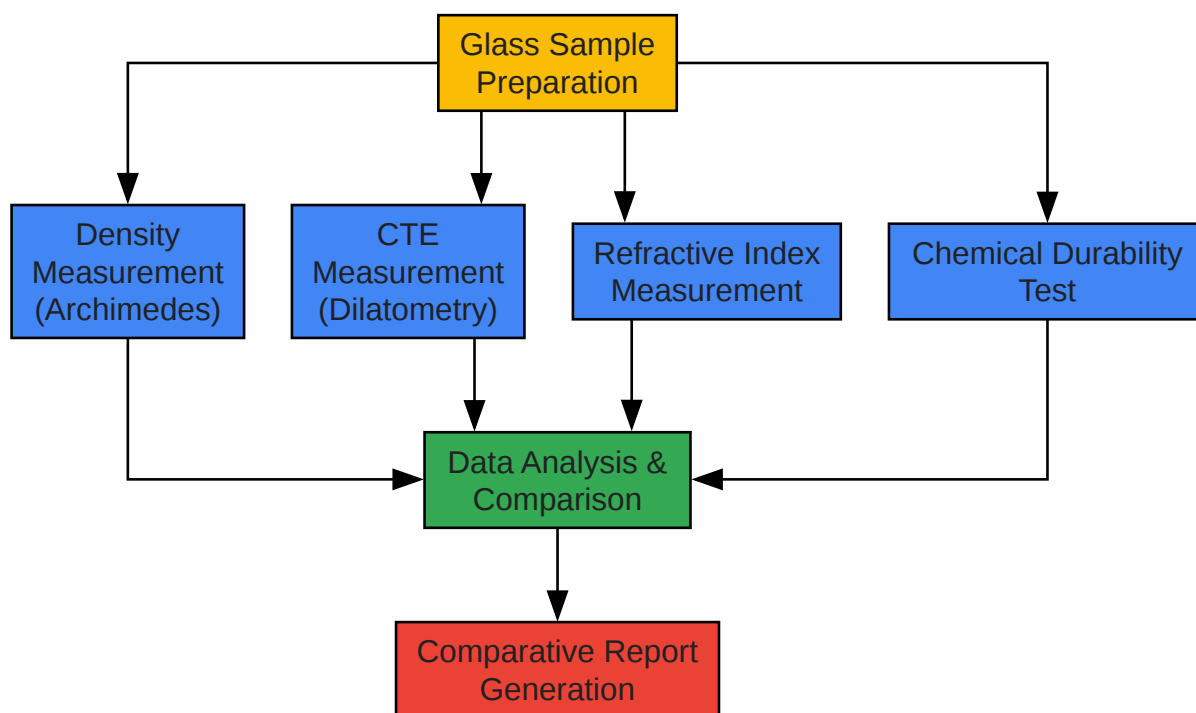 Glass Sample
Preparation
Density
Measurement
(Archimedes)
CTE
Measurement
(Dilatometry)
Refractive Index
Measurement
Chemical Durability
Test
Data Analysis &
Comparison
Comparative Report
Generation